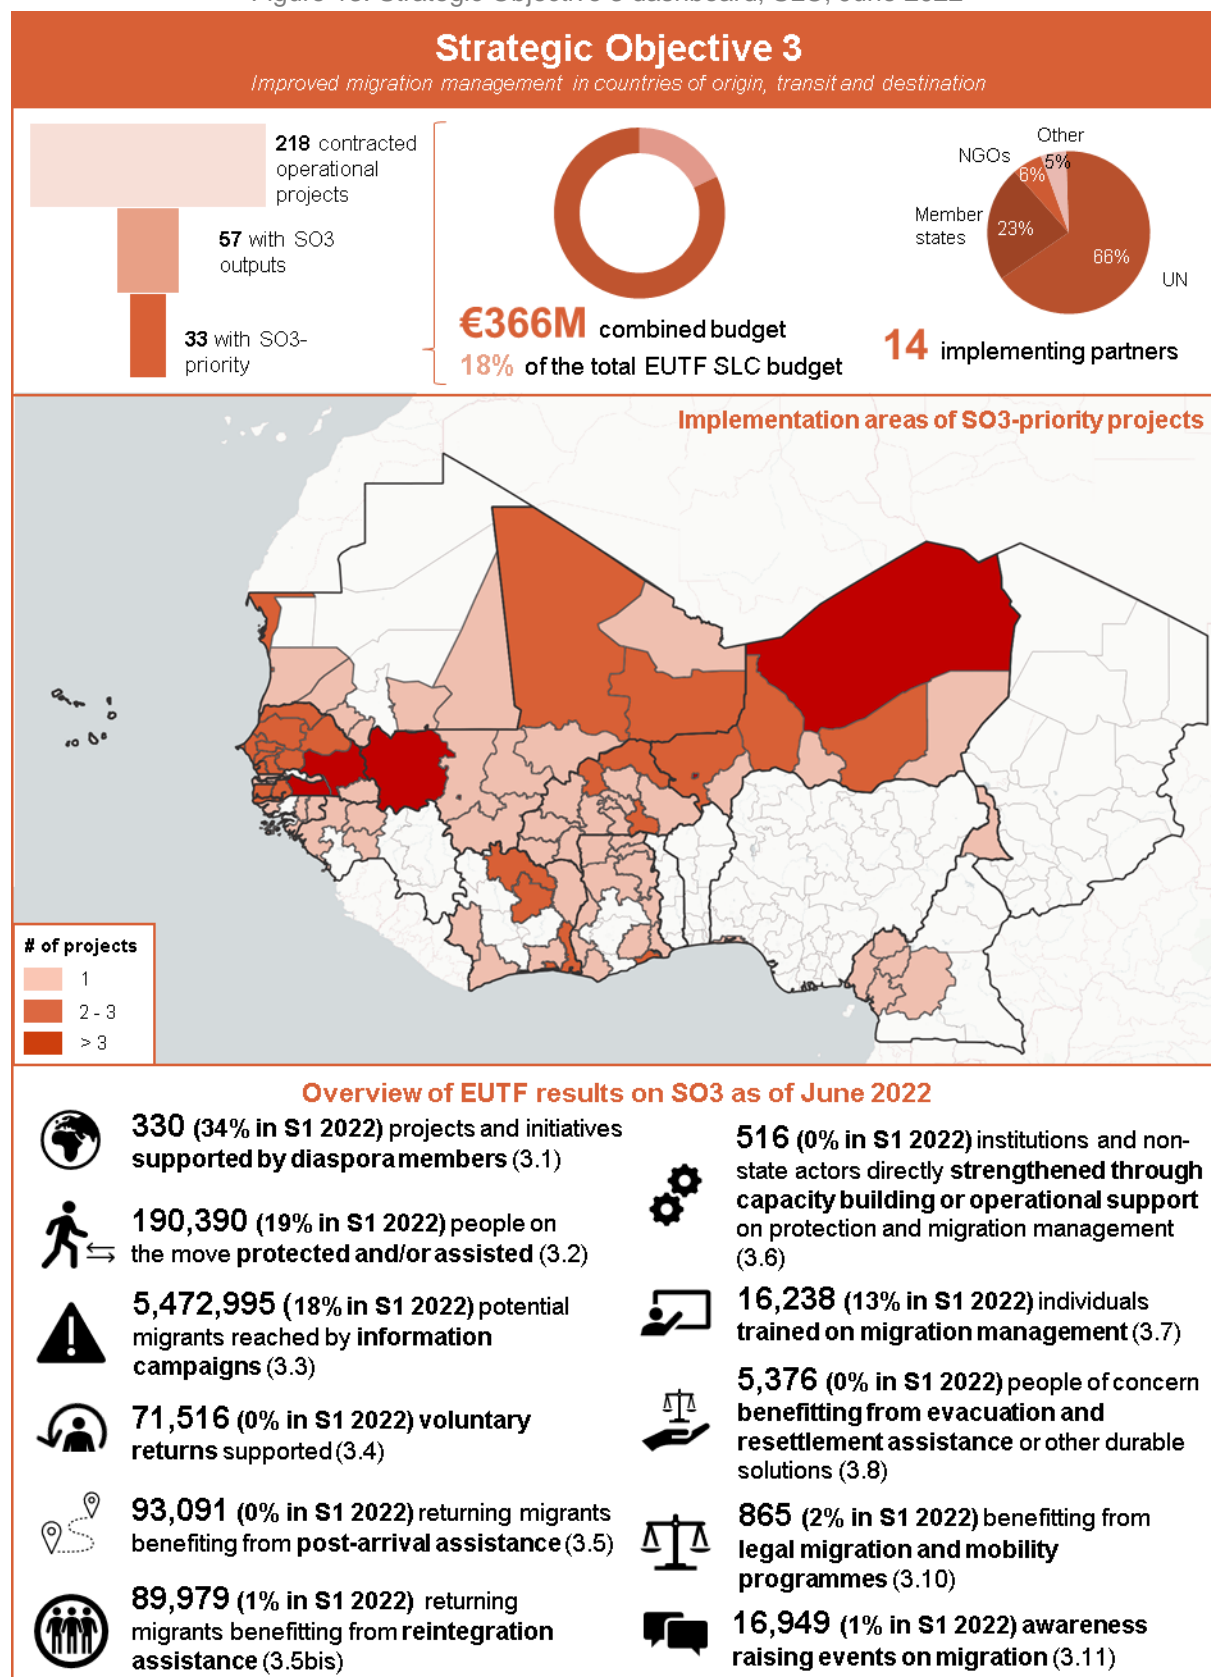 Figure 13: Strategic Objective 3 dashboard, SLC, June 2022
Strategic Objective 3
Improved migration management in countries of origin, transit and destination
218 contracted
operational
projects
57 with SO3
outputs
33 with SO3-
priority
€366M combined budget
18% of the total EUTF SLC budget
Other
5%
NGOs
6%
Member
states
23%
66%
UN
14 implementing partners
Implementation areas of SO3-priority projects
# of projects
1
2 - 3
> 3
Overview of EUTF results on SO3 as of June 2022
330 (34% in S1 2022) projects and initiatives
supported by diaspora members (3.1)
190,390 (19% in S1 2022) people on
the move protected and/or assisted (3.2)
5,472,995 (18% in S1 2022) potential
migrants reached by information
campaigns (3.3)
71,516 (0% in S1 2022) voluntary
returns supported (3.4)
93,091 (0% in S1 2022) returning migrants
benefiting from post-arrival assistance (3.5)
89,979 (1% in S1 2022) returning
migrants benefitting from reintegration
assistance (3.5bis)
516 (0% in S1 2022) institutions and non-
state actors directly strengthened through
capacity building or operational support
on protection and migration management
(3.6)
16,238 (13% in S1 2022) individuals
trained on migration management (3.7)
5,376 (0% in S1 2022) people of concern
benefitting from evacuation and
resettlement assistance or other durable
solutions (3.8)
865 (2% in S1 2022) benefitting from
legal migration and mobility
programmes (3.10)
16,949 (1% in S1 2022) awareness
raising events on migration (3.11)